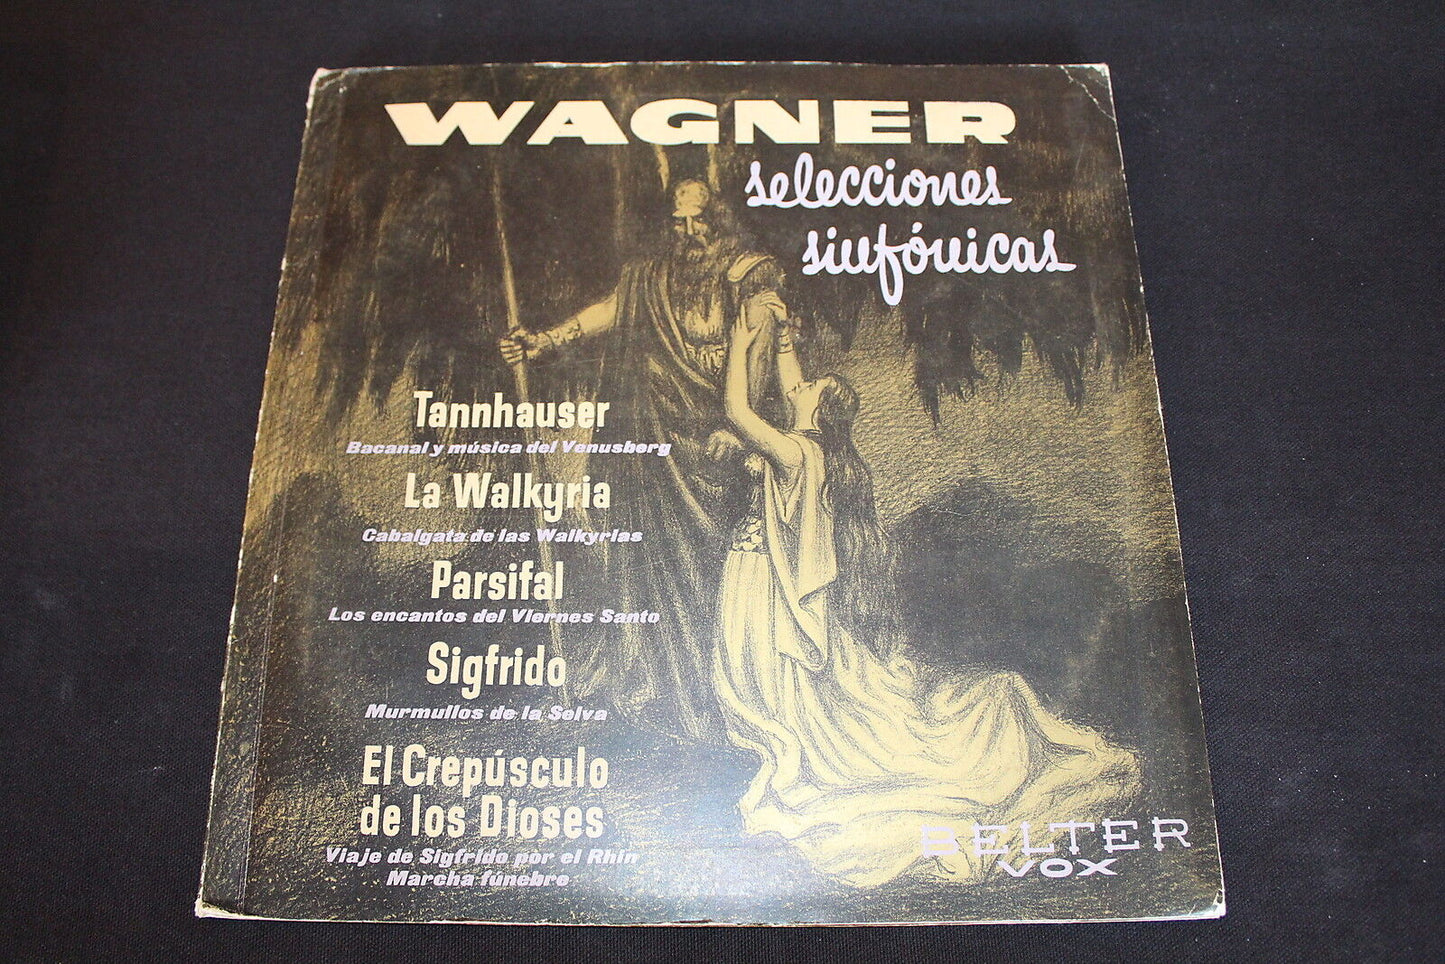 WAGNER
selecciones
sinfónicas
Tannhauser
Bacanal y música del Venusberg
La Walkyria
Cabalgata de las Walkyrias
Parsifal
Los encantos del Viernes Santo
Sigfrido
Murmullos de la Selva
El Crepúsculo
de los Dioses
Viaje de Sigfrido por el Rhin
Marcha fúnebre
BELTER
VOX